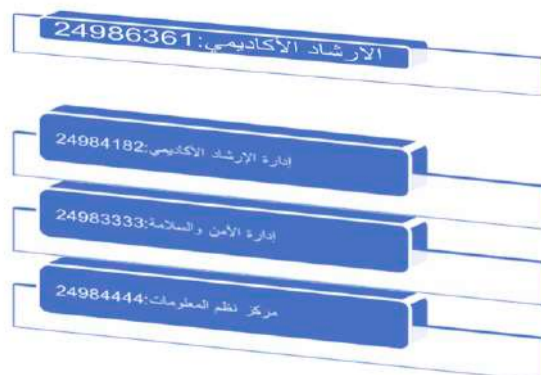 الارشاد الأكاديمي:24986361
إدارة الإرشاد الأكاديمي:24984182
إدارة الأمن والسلامة:24983333
مركز نظم المعلومات:24984444